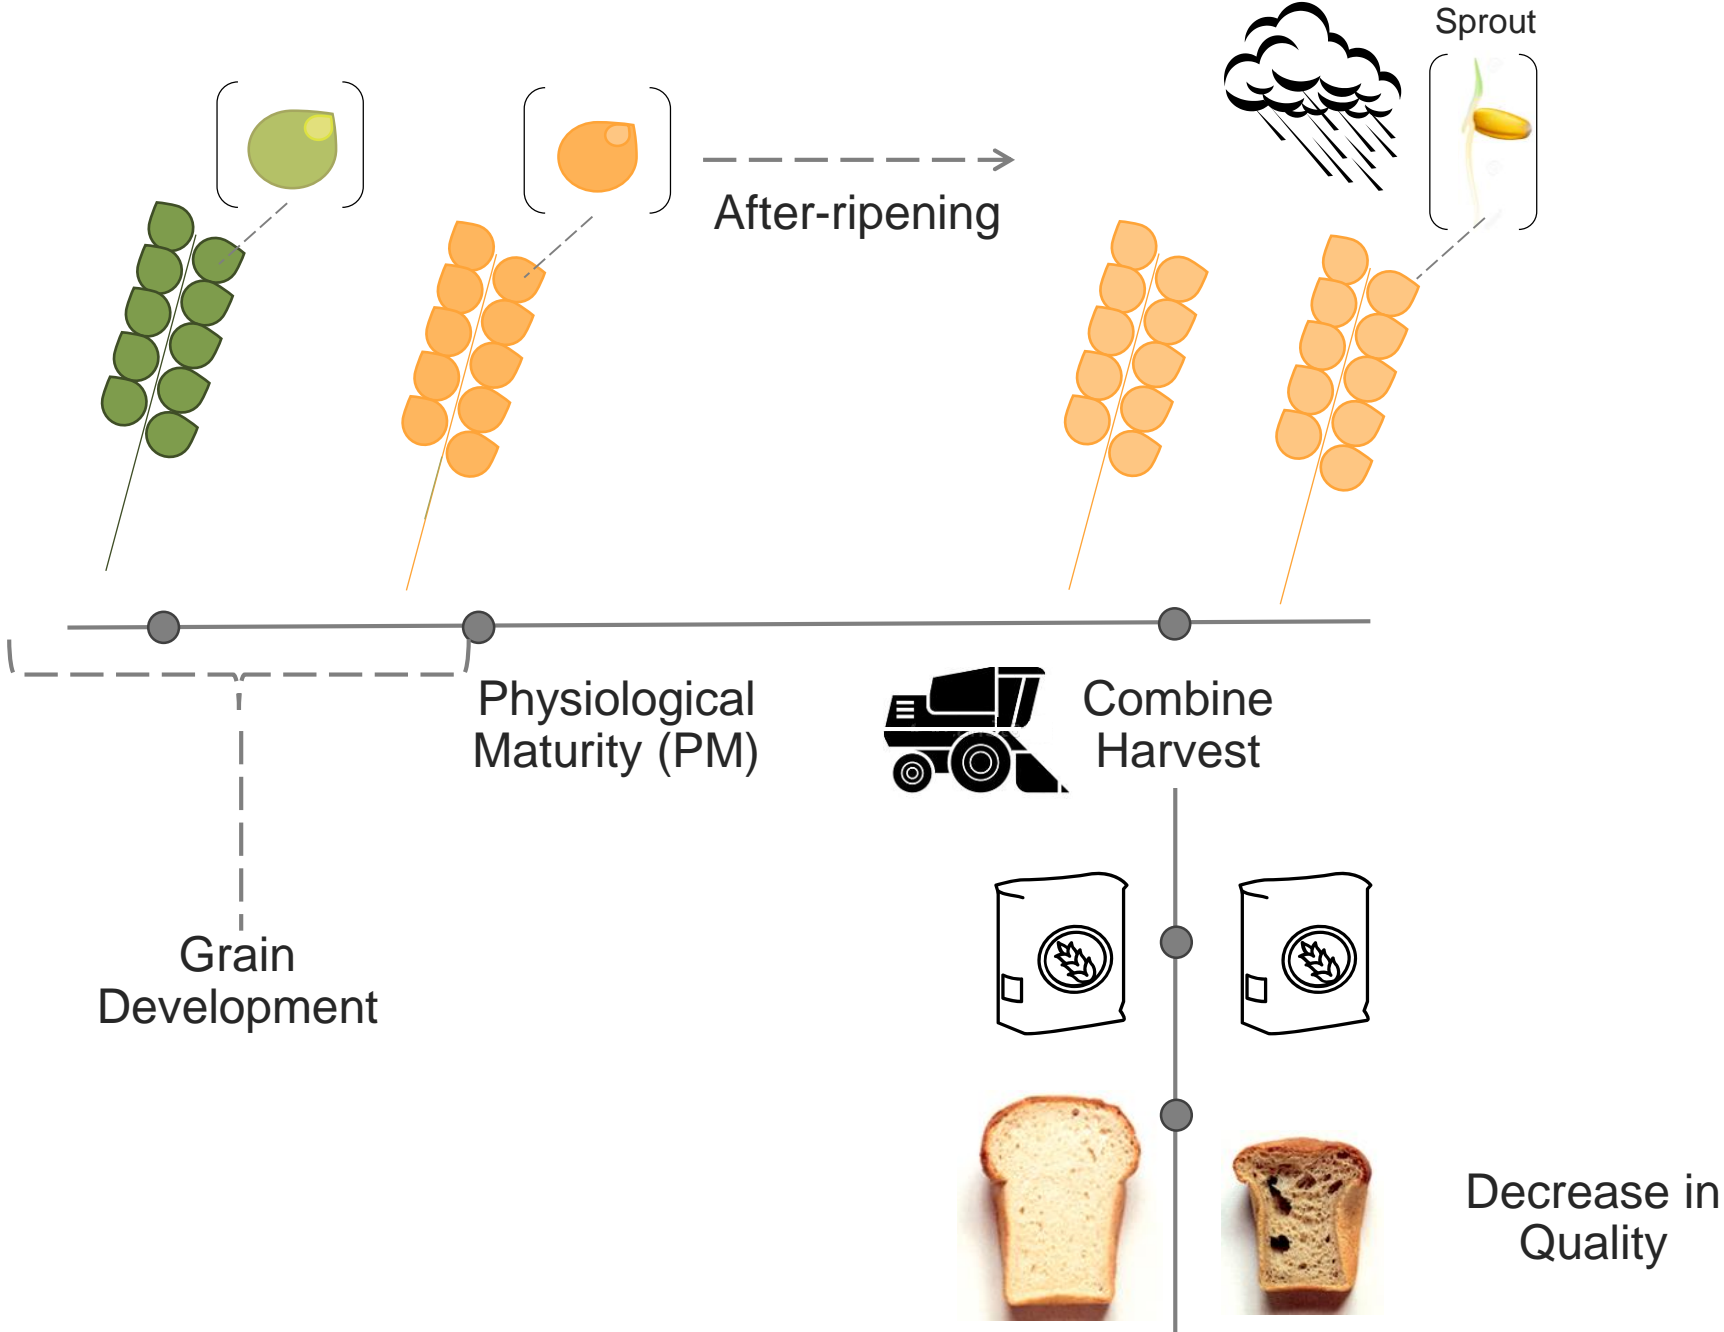 Sprout
After-ripening
Physiological
Maturity (PM)
Combine
Harvest
Grain
Development
Decrease in
Quality